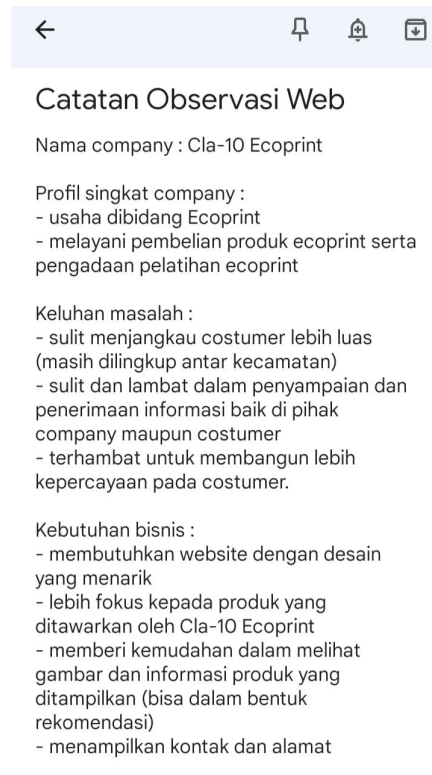 Catatan Observasi Web
Nama company : Cla-10 Ecoprint
Profil singkat company :
- usaha dibidang Ecoprint
- melayani pembelian produk ecoprint serta
pengadaan pelatihan ecoprint
Keluhan masalah :
- sulit menjangkau costumer lebih luas
(masih dilingkup antar kecamatan)
- sulit dan lambat dalam penyampaian dan
penerimaan informasi baik di pihak
company maupun costumer
- terhambat untuk membangun lebih
kepercayaan pada costumer.
Kebutuhan bisnis :
- membutuhkan website dengan desain
yang menarik
- lebih fokus kepada produk yang
ditawarkan oleh Cla-10 Ecoprint
- memberi kemudahan dalam melihat
gambar dan informasi produk yang
ditampilkan (bisa dalam bentuk
rekomendasi)
- menampilkan kontak dan alamat